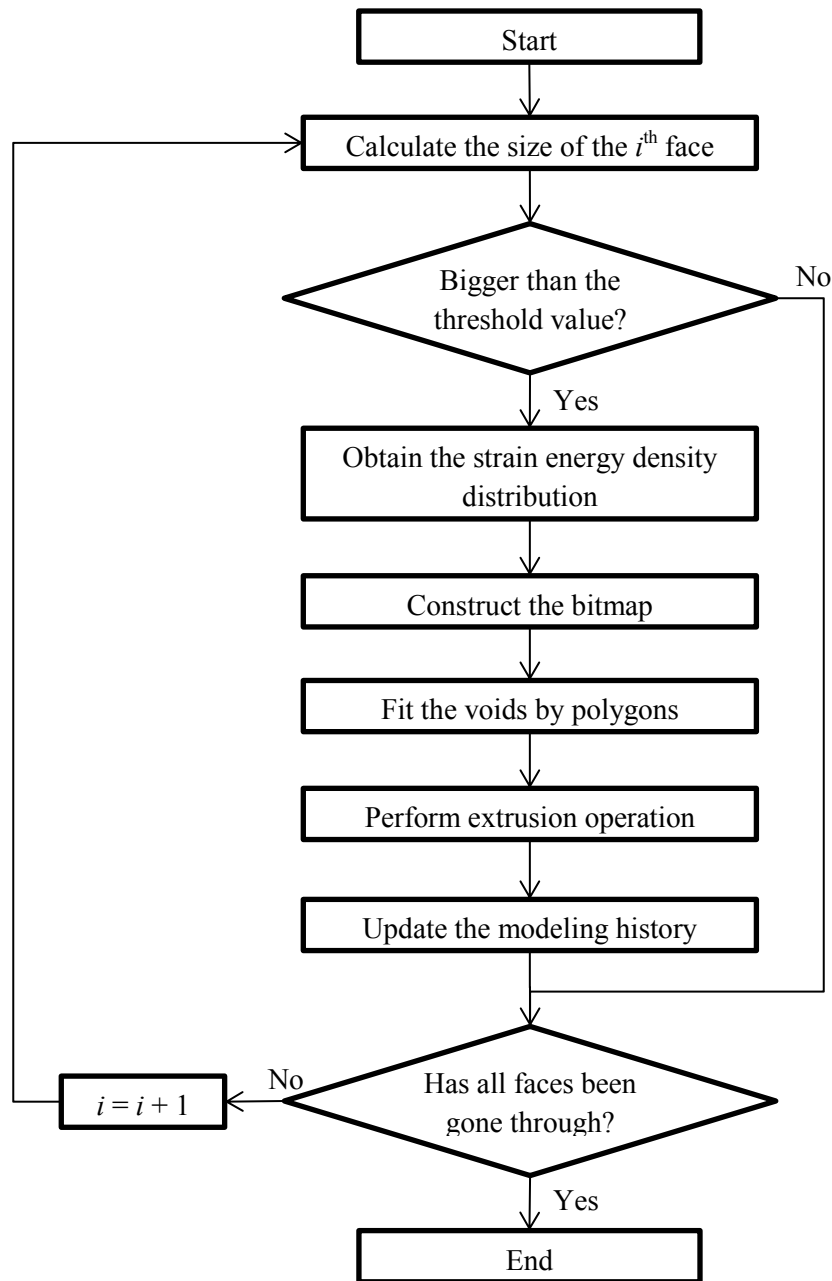 Start
Calculate the size of the iᵗʰ face
Bigger than the
threshold value?
No
Yes
Obtain the strain energy density
distribution
Construct the bitmap
Fit the voids by polygons
Perform extrusion operation
Update the modeling history
Has all faces been
gone through?
No
i = i + 1
Yes
End